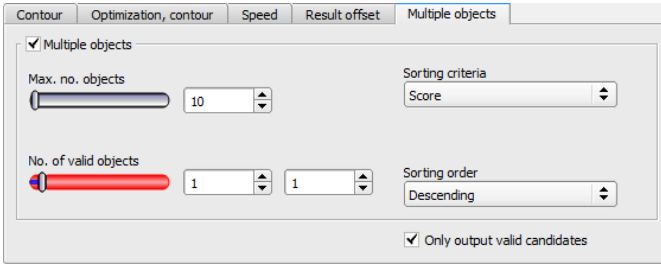 Contour Optimization, contour Speed Result offset Multiple objects
Multiple objects
Max. no. objects Sorting criteria
10 Score
No. of valid objects Sorting order
1 1 Descending
Only output valid candidates